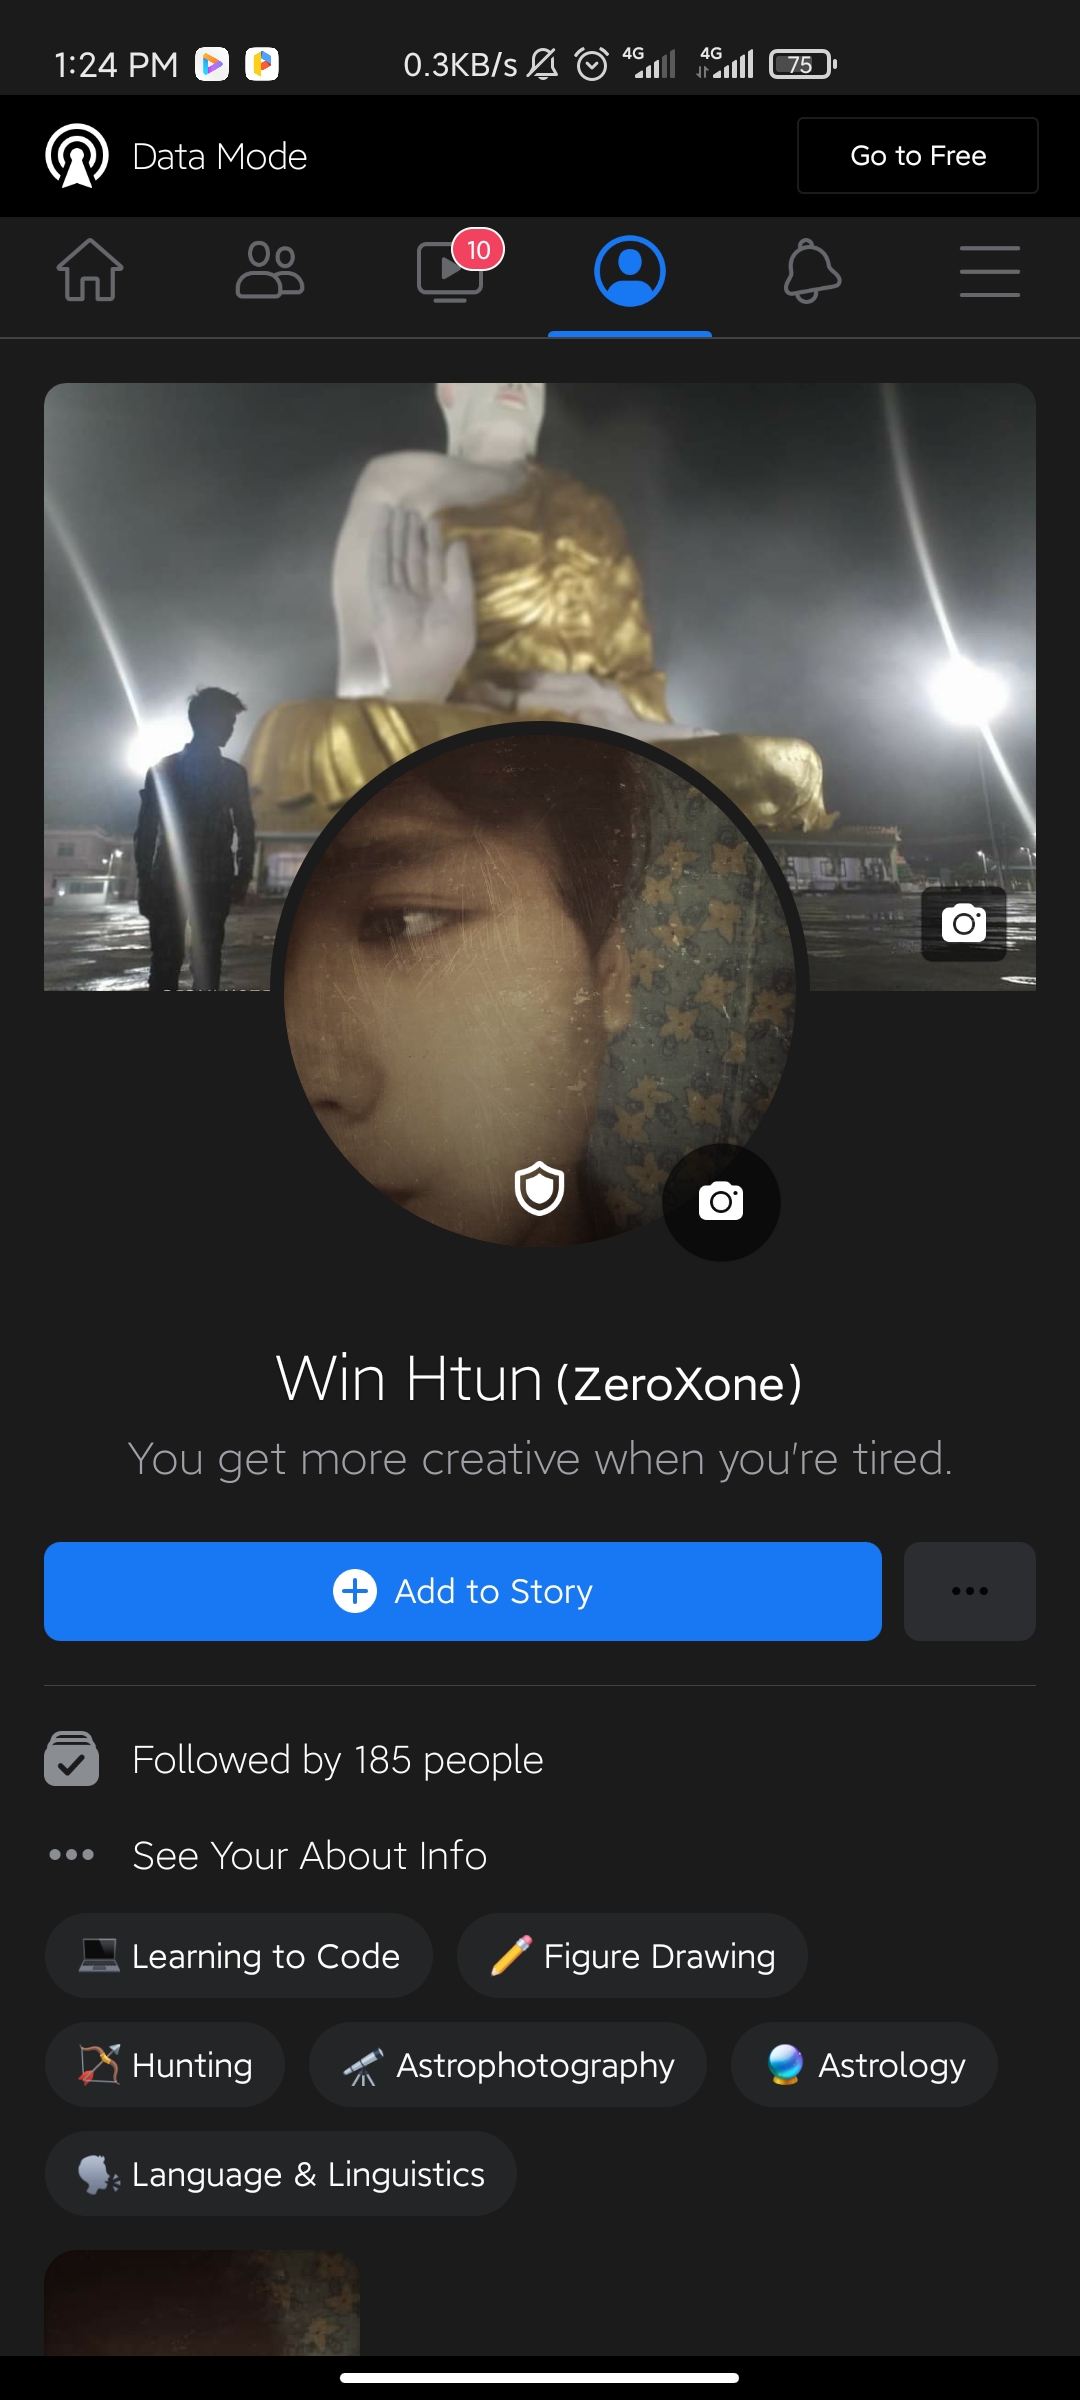 1:24 PM 0.3KB/s 4G 4G 75
Data Mode Go to Free
10
Win Htun (ZeroXone)
You get more creative when you're tired.
Add to Story
Followed by 185 people
See Your About Info
Learning to Code Figure Drawing
Hunting Astrophotography Astrology
Language & Linguistics